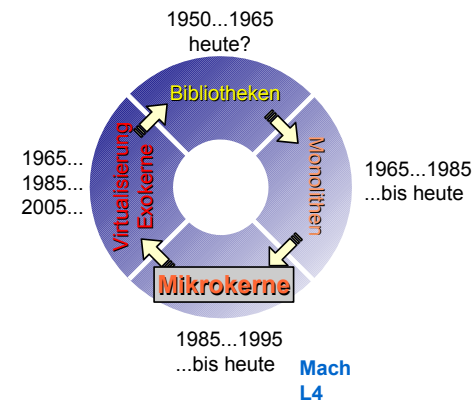 1950...1965
heute?
Bibliotheken
Monolithen
1965...1985
...bis heute
Virtualisierung
Exokerne
1965...
1985...
2005...
Mikrokerne
1985...1995
...bis heute
Mach
L4